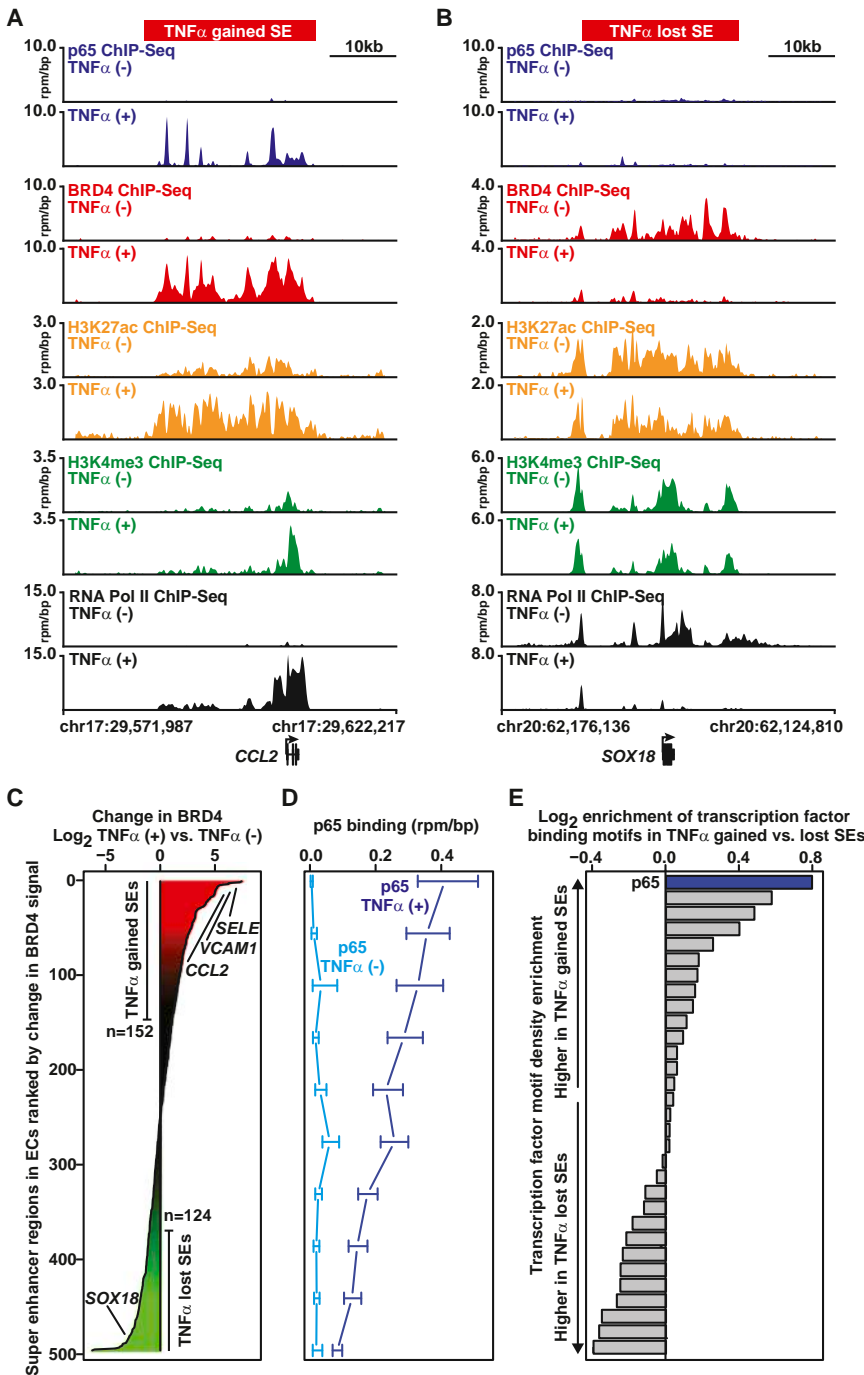 A
TNFα gained SE
10kb
rpm/bp
10.0
p65 ChIP-Seq
TNFα (-)
10.0
TNFα (+)
rpm/bp
10.0
BRD4 ChIP-Seq
TNFα (-)
10.0
TNFα (+)
rpm/bp
3.0
H3K27ac ChIP-Seq
TNFα (-)
3.0
TNFα (+)
rpm/bp
3.5
H3K4me3 ChIP-Seq
TNFα (-)
3.5
TNFα (+)
rpm/bp
15.0
RNA Pol II ChIP-Seq
TNFα (-)
15.0
TNFα (+)
chr17:29,571,987 chr17:29,622,217
CCL2
B
TNFα lost SE
10kb
rpm/bp
10.0
p65 ChIP-Seq
TNFα (-)
10.0
TNFα (+)
rpm/bp
4.0
BRD4 ChIP-Seq
TNFα (-)
4.0
TNFα (+)
rpm/bp
2.0
H3K27ac ChIP-Seq
TNFα (-)
2.0
TNFα (+)
rpm/bp
6.0
H3K4me3 ChIP-Seq
TNFα (-)
6.0
TNFα (+)
rpm/bp
8.0
RNA Pol II ChIP-Seq
TNFα (-)
8.0
TNFα (+)
chr20:62,176,136 chr20:62,124,810
SOX18
C
Change in BRD4
Log2 TNFα (+) vs. TNFα (-)
−5 0 5
Super enhancer regions in ECs ranked by change in BRD4 signal
0
100
200
300
400
500
TNFα gained SEs
n=152
SELE
VCAM1
CCL2
n=124
TNFα lost SEs
SOX18
D
p65 binding (rpm/bp)
0.0 0.2 0.4
p65
TNFα (+)
p65
TNFα (-)
E
Log2 enrichment of transcription factor
binding motifs in TNFα gained vs. lost SEs
−0.4 0.0 0.4 0.8
p65
Transcription factor motif density enrichment
Higher in TNFα gained SEs
Higher in TNFα lost SEs